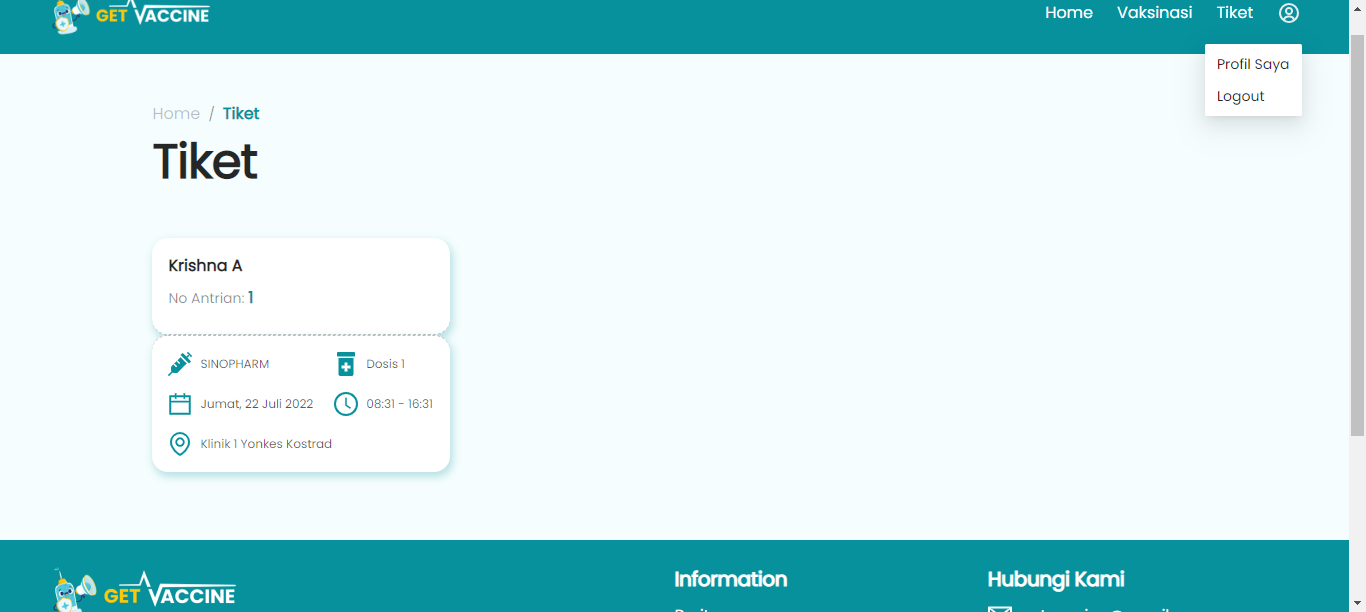 GET VACCINE
Home Vaksinasi Tiket
Profil Saya
Logout
Home / Tiket
Tiket
Krishna A
No Antrian: 1
SINOPHARM Dosis 1
Jumat, 22 Juli 2022 08:31 - 16:31
Klinik 1 Yonkes Kostrad
GET VACCINE
Information
Hubungi Kami